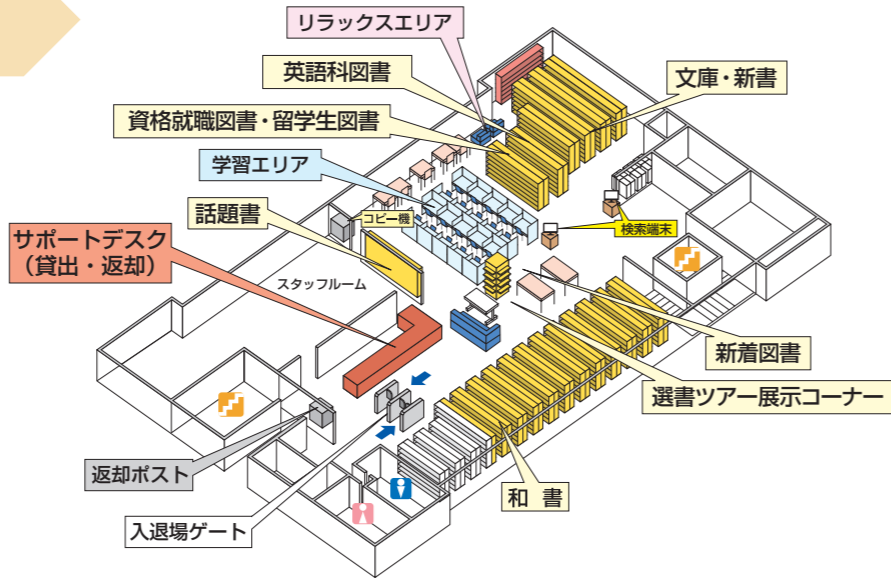 リラックスエリア
英語科図書
文庫・新書
資格就職図書・留学生図書
学習エリア
話題書
コピー機
検索端末
サポートデスク
（貸出・返却）
スタッフルーム
新着図書
選書ツアー展示コーナー
返却ポスト
和 書
入退場ゲート